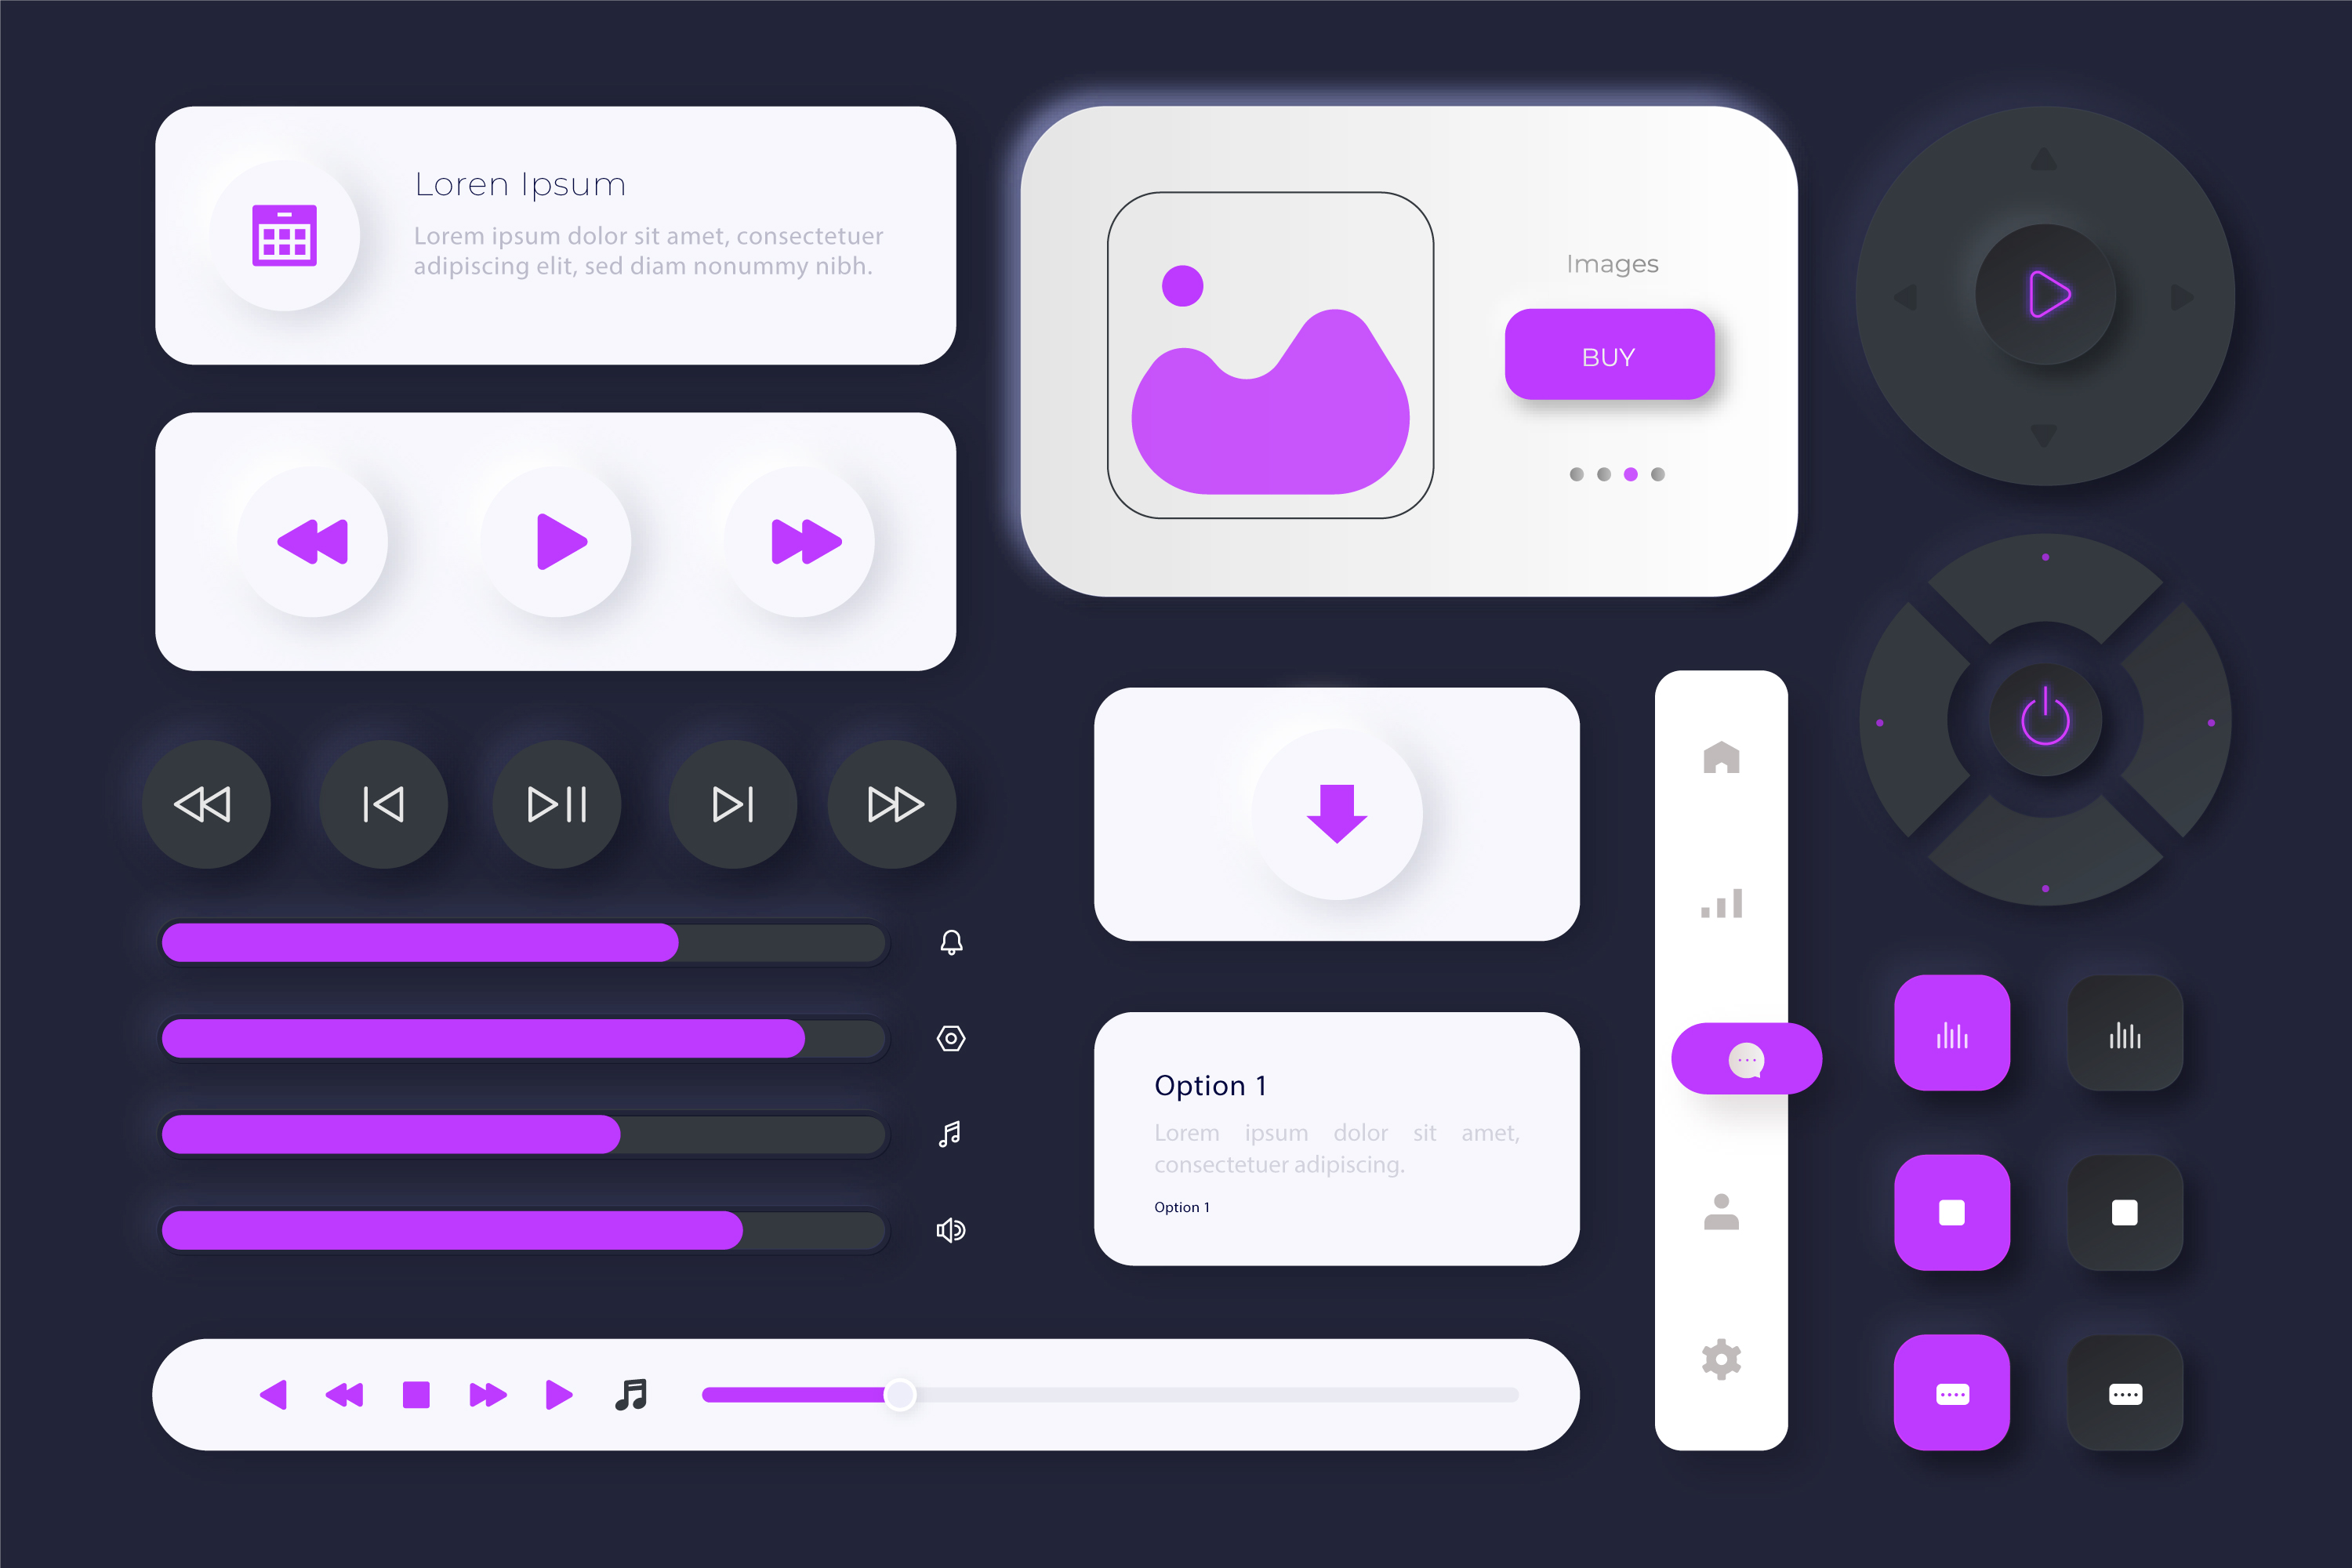 Loren Ipsum
Lorem ipsum dolor sit amet, consectetuer
adipiscing elit, sed diam nonummy nibh.
Images
BUY
Option 1
Lorem ipsum dolor sit amet,
consectetuer adipiscing.
Option 1